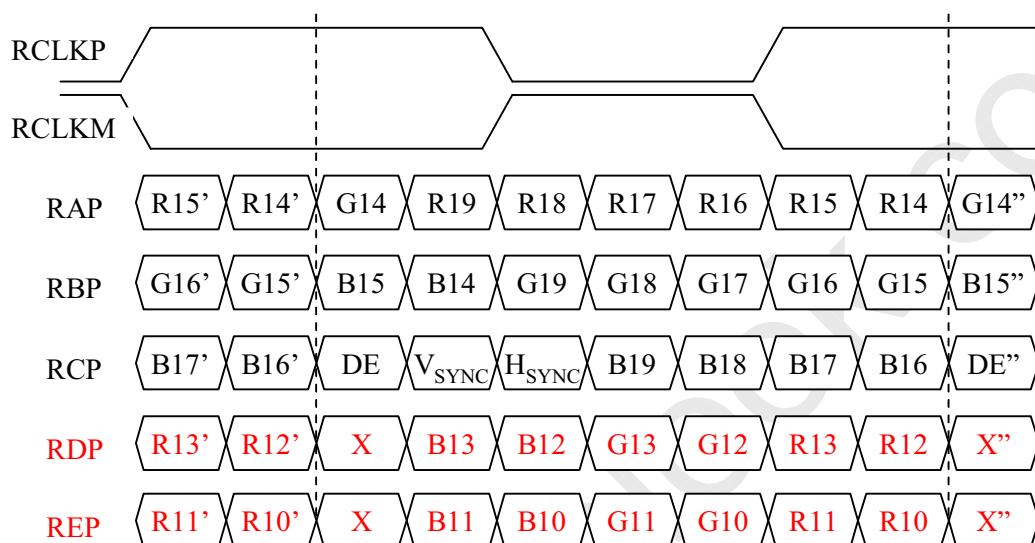 RCLKP
RCLKM
RAP R15’ R14’ G14 R19 R18 R17 R16 R15 R14 G14”
RBP G16’ G15’ B15 B14 G19 G18 G17 G16 G15 B15”
RCP B17’ B16’ DE VSYNC HSYNC B19 B18 B17 B16 DE”
RDP R13’ R12’ X B13 B12 G13 G12 R13 R12 X”
REP R11’ R10’ X B11 B10 G11 G10 R11 R10 X”